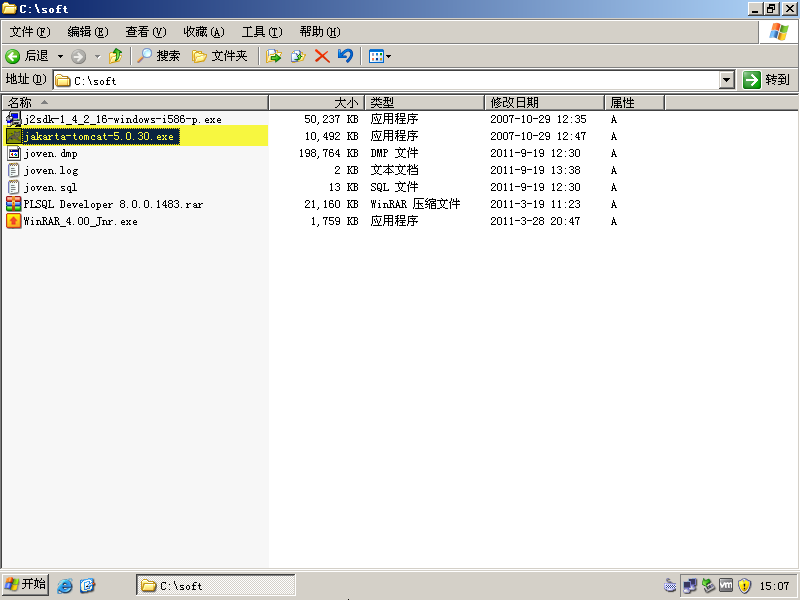 C:\soft
文件(F) 编辑(E) 查看(V) 收藏(A) 工具(T) 帮助(H)
后退 搜索 文件夹
地址(D) C:\soft 转到
名称 大小 类型 修改日期 属性
j2sdk-1_4_2_16-windows-i586-p.exe 50,237 KB 应用程序 2007-10-29 12:35 A
jakarta-tomcat-5.0.30.exe 10,492 KB 应用程序 2007-10-29 12:47 A
joven.dmp 198,764 KB DMP 文件 2011-9-19 12:30 A
joven.log 2 KB 文本文档 2011-9-19 13:38 A
joven.sql 13 KB SQL 文件 2011-9-19 12:30 A
PLSQL Developer 8.0.0.1483.rar 21,160 KB WinRAR 压缩文件 2011-3-19 11:23 A
WinRAR_4.00_Jnr.exe 1,759 KB 应用程序 2011-3-28 20:47 A
开始 C:\soft 15:07